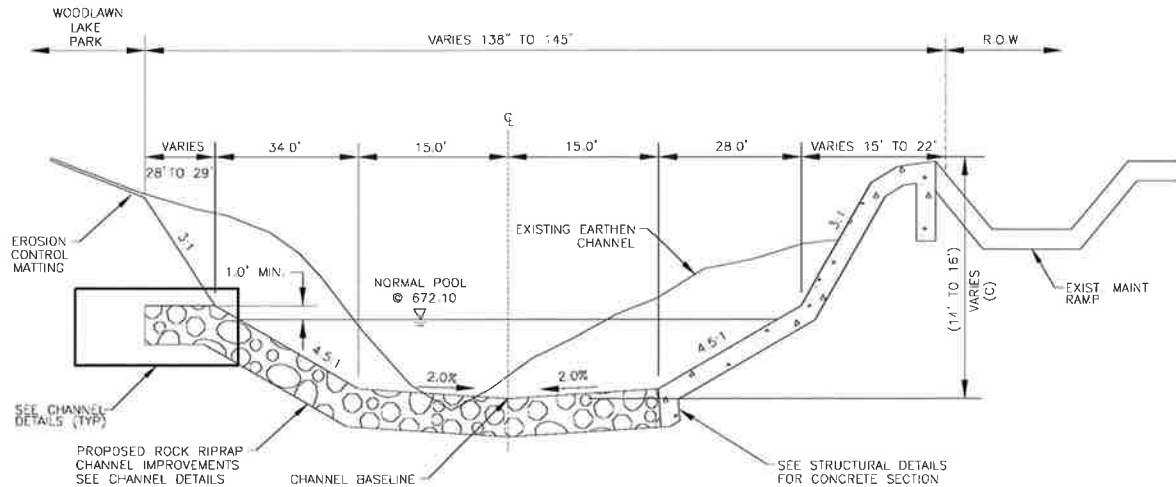 WOODLAWN
LAKE
PARK
VARIES 138" TO 145"
R.O.W
℄
VARIES
28' TO 29'
34.0'
15.0'
15.0'
28.0'
VARIES 15' TO 22'
EROSION
CONTROL
MATTING
3:1
1.0' MIN.
NORMAL POOL
@ 672.10
EXISTING EARTHEN
CHANNEL
3:1
(14' TO 16')
VARIES
(C)
EXIST MAINT
RAMP
4.5:1
2.0%
2.0%
4.5:1
SEE CHANNEL
DETAILS (TYP)
PROPOSED ROCK RIPRAP
CHANNEL IMPROVEMENTS
SEE CHANNEL DETAILS
CHANNEL BASELINE
SEE STRUCTURAL DETAILS
FOR CONCRETE SECTION